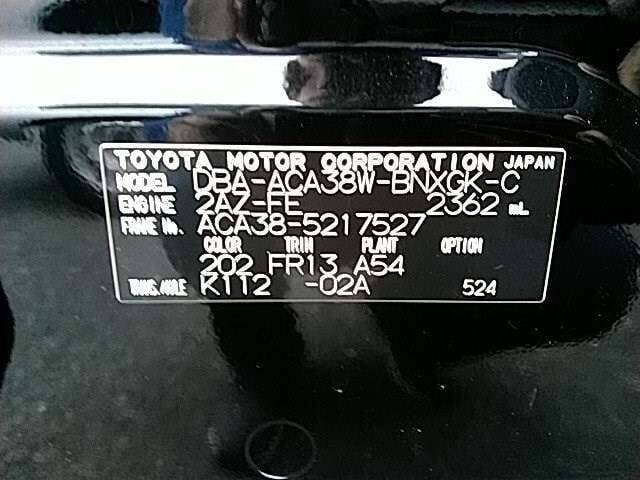 TOYOTA MOTOR CORPORATION JAPAN
MODEL DBA-ACA38W-BNXGK-C
ENGINE 2AZ-FE 2362 mL
FRAME No. ACA38-5217527
COLOR TRIM PLANT OPTION
202 FR13 A54
TRANS./AXLE K112 -02A 524